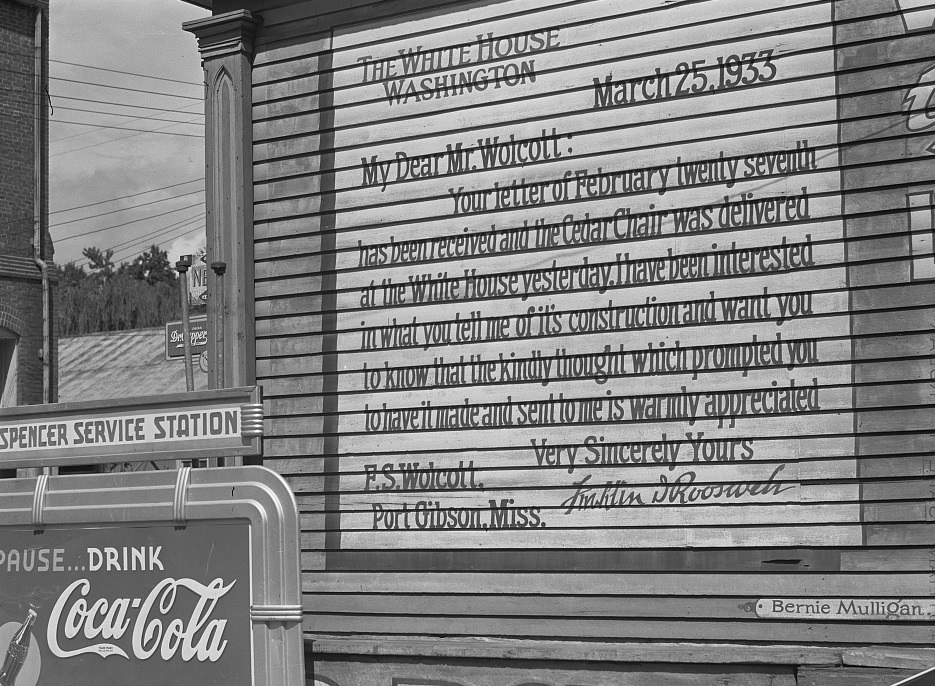 THE WHITE HOUSE
WASHINGTON
March 25, 1933
My Dear Mr. Wolcott:
Your letter of February twenty seventh
has been received and the Cedar Chair was delivered
at the White House yesterday. I have been interested
in what you tell me of it's construction and want you
to know that the kindly thought which prompted you
to have it made and sent to me is warmly appreciated
Very Sincerely Yours
F.S. Wolcott.
Franklin D Roosevelt
Port Gibson, Miss.
Bernie Mulligan.
NE
Dr. Pepper
SPENCER SERVICE STATION
PAUSE...DRINK
Coca-Cola